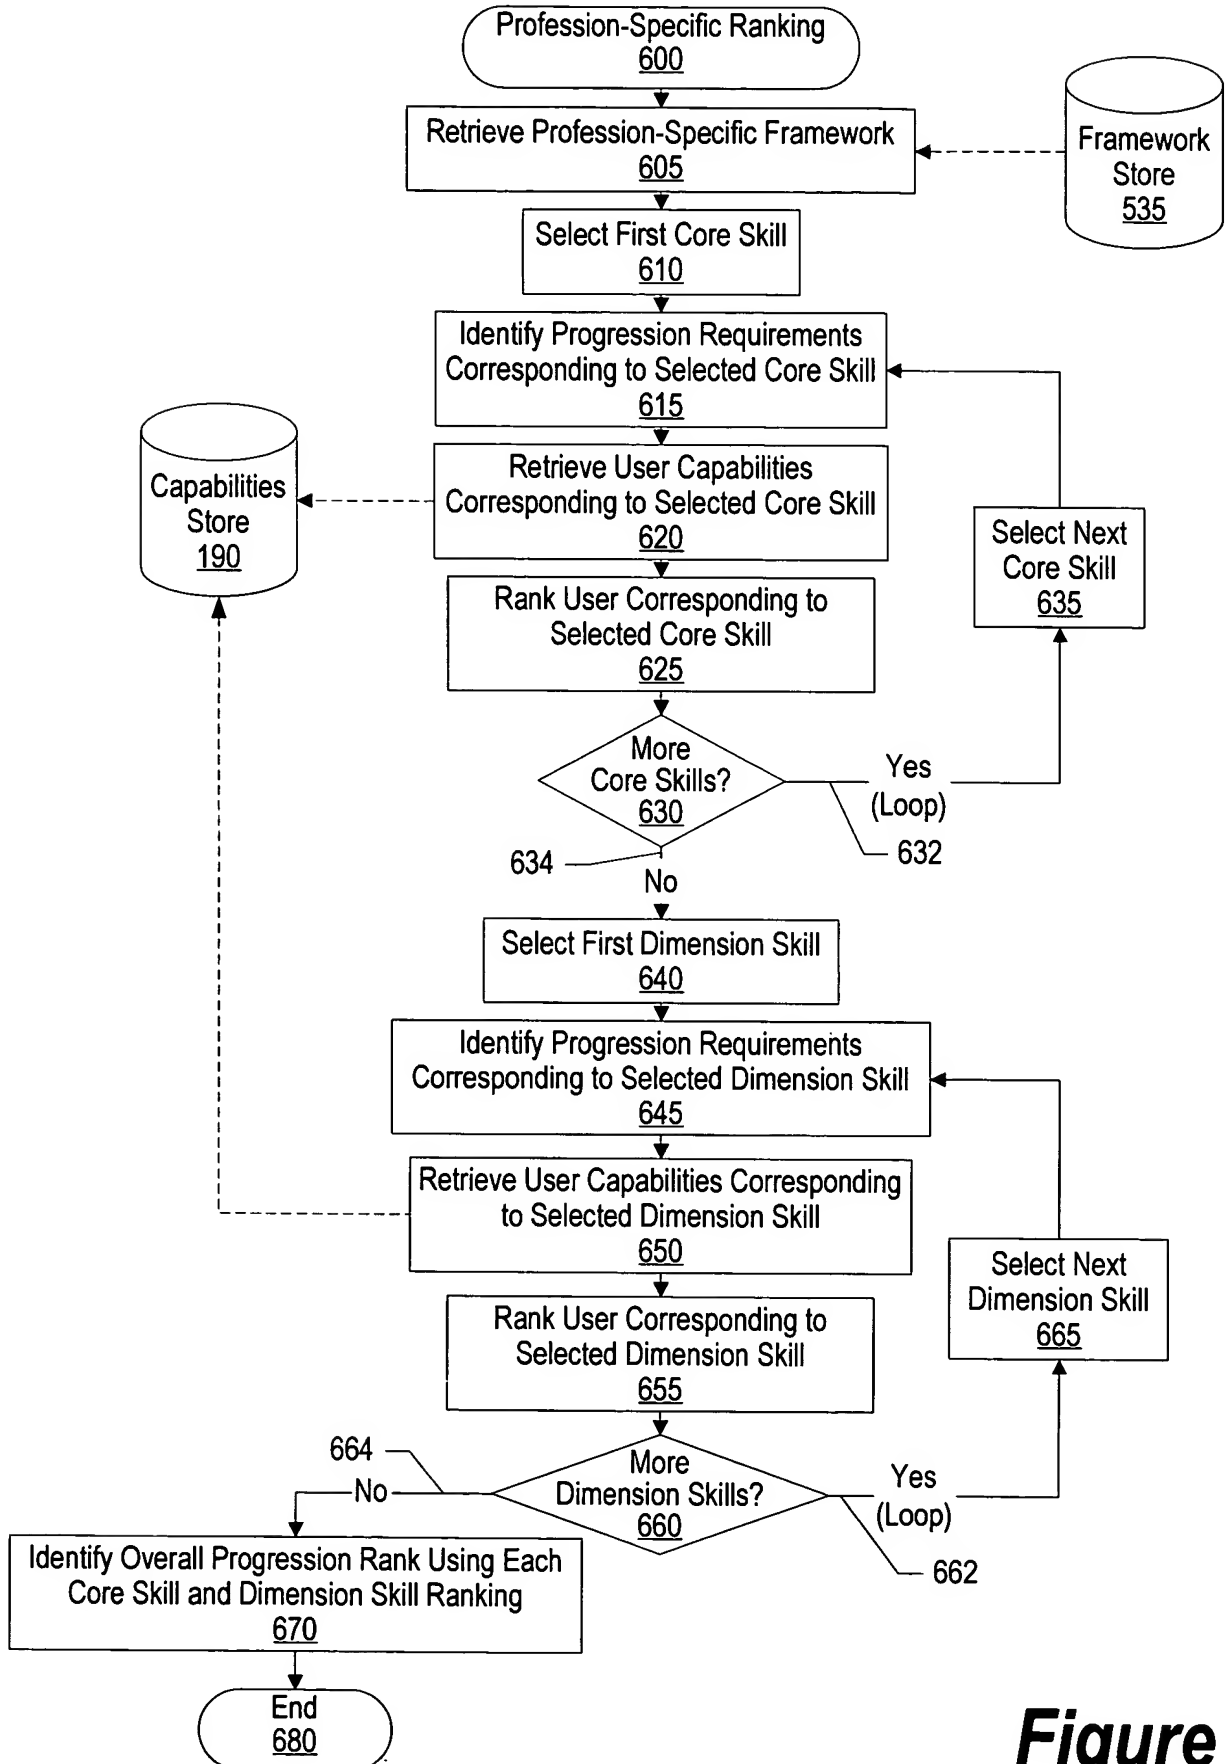 Profession-Specific Ranking
600
Retrieve Profession-Specific Framework
605
Framework
Store
535
Select First Core Skill
610
Identify Progression Requirements
Corresponding to Selected Core Skill
615
Capabilities
Store
190
Retrieve User Capabilities
Corresponding to Selected Core Skill
620
Select Next
Core Skill
635
Rank User Corresponding to
Selected Core Skill
625
More
Core Skills?
630
Yes
(Loop)
632
634
No
Select First Dimension Skill
640
Identify Progression Requirements
Corresponding to Selected Dimension Skill
645
Retrieve User Capabilities Corresponding
to Selected Dimension Skill
650
Select Next
Dimension Skill
665
Rank User Corresponding to
Selected Dimension Skill
655
More
Dimension Skills?
660
Yes
(Loop)
662
664
No
Identify Overall Progression Rank Using Each
Core Skill and Dimension Skill Ranking
670
End
680
Figure